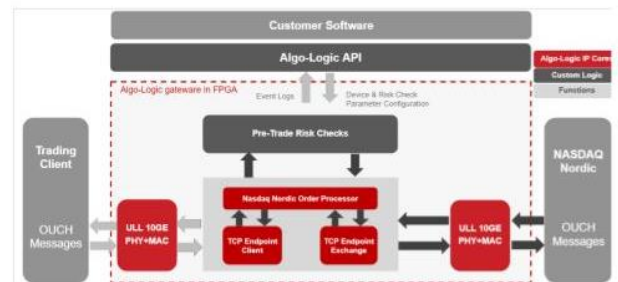 Customer Software
Algo-Logic API
Algo-Logic IP Cores
Custom Logic
Functions
Algo-Logic gateware in FPGA
Event Logs
Device & Risk Check
Parameter Configuration
Pre-Trade Risk Checks
Trading
Client
NASDAQ
Nordic
Nasdaq Nordic Order Processor
ULL 10GE
PHY+MAC
TCP Endpoint
Client
TCP Endpoint
Exchange
ULL 10GE
PHY+MAC
OUCH
Messages
OUCH
Messages